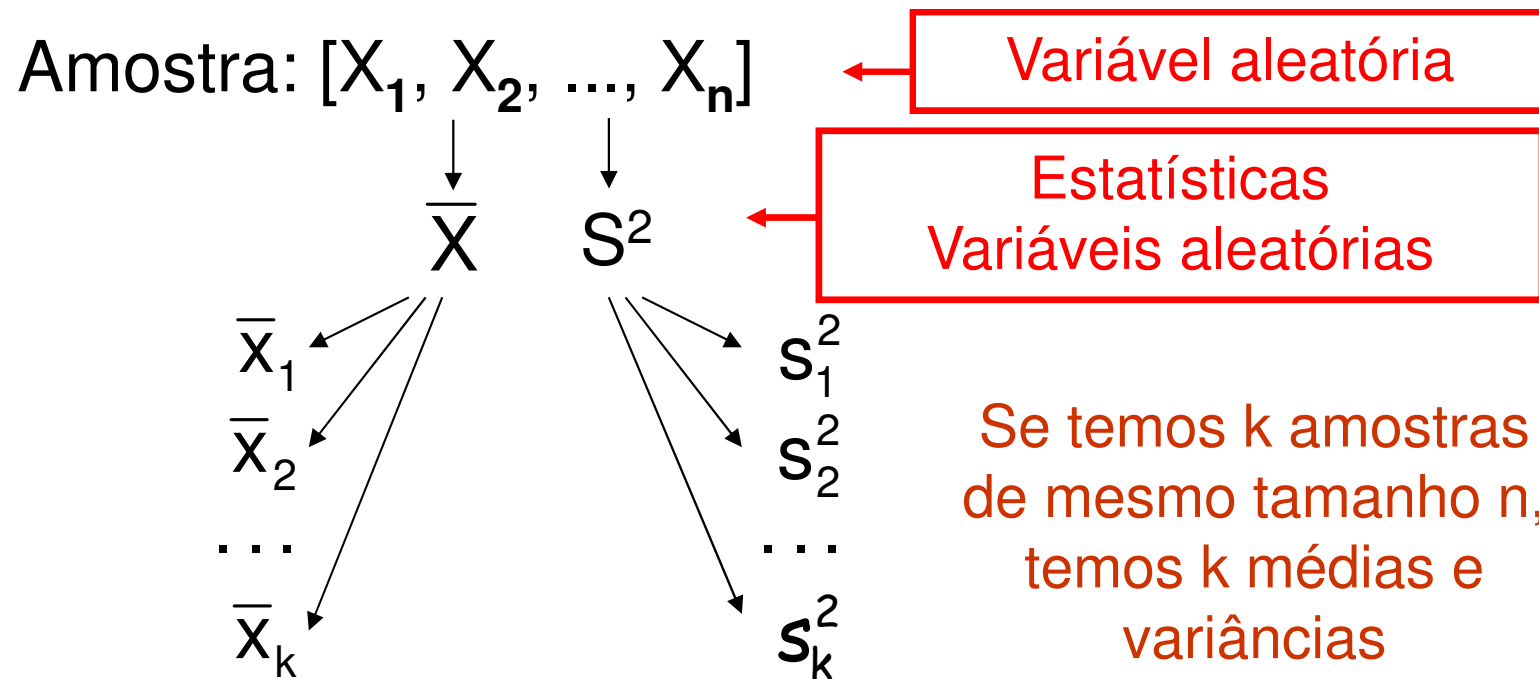 Amostra: [X₁, X₂, ..., Xₙ]
Variável aleatória
Estatísticas
Variáveis aleatórias
X̅ S²
x̅₁ s₁²
x̅₂ s₂²
... ...
x̅ₖ sₖ²
Se temos k amostras
de mesmo tamanho n,
temos k médias e
variâncias